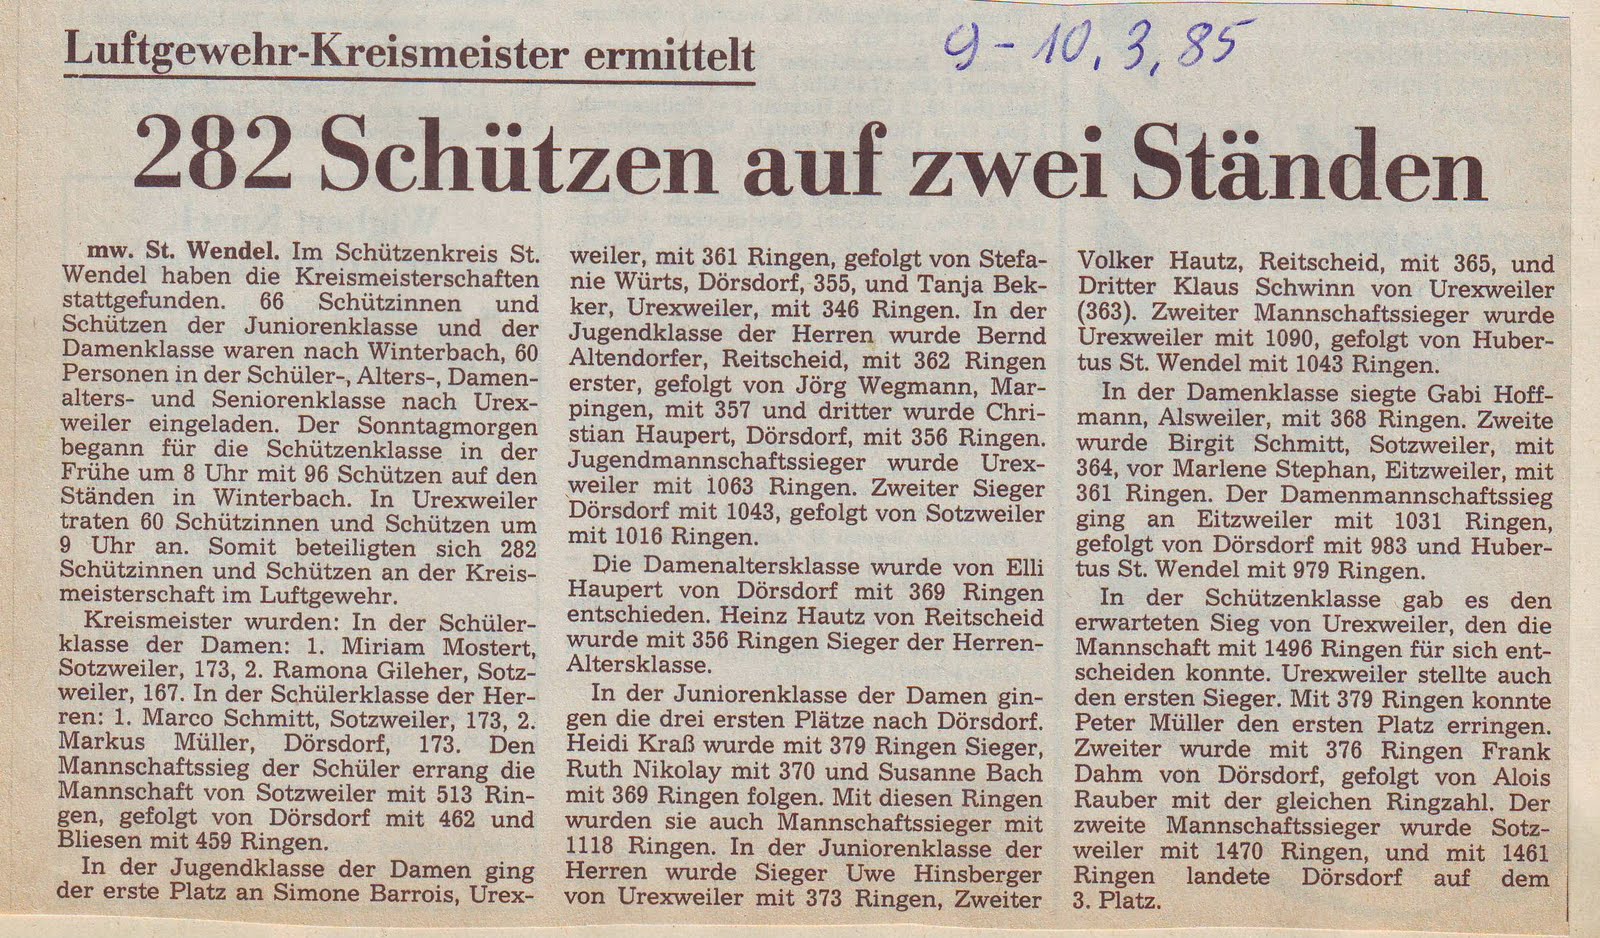 Luftgewehr-Kreismeister ermittelt
9-10.3.85
282 Schützen auf zwei Ständen
mw. St. Wendel. Im Schützenkreis St.
Wendel haben die Kreismeisterschaften
stattgefunden. 66 Schützinnen und
Schützen der Juniorenklasse und der
Damenklasse waren nach Winterbach, 60
Personen in der Schüler-, Alters-, Damen-
alters- und Seniorenklasse nach Urex-
weiler eingeladen. Der Sonntagmorgen
begann für die Schützenklasse in der
Frühe um 8 Uhr mit 96 Schützen auf den
Ständen in Winterbach. In Urexweiler
traten 60 Schützinnen und Schützen um
9 Uhr an. Somit beteiligten sich 282
Schützinnen und Schützen an der Kreis-
meisterschaft im Luftgewehr.
Kreismeister wurden: In der Schüler-
klasse der Damen: 1. Miriam Mostert,
Sotzweiler, 173, 2. Ramona Gileher, Sotz-
weiler, 167. In der Schülerklasse der Her-
ren: 1. Marco Schmitt, Sotzweiler, 173, 2.
Markus Müller, Dörsdorf, 173. Den
Mannschaftssieg der Schüler errang die
Mannschaft von Sotzweiler mit 513 Rin-
gen, gefolgt von Dörsdorf mit 462 und
Bliesen mit 459 Ringen.
In der Jugendklasse der Damen ging
der erste Platz an Simone Barrois, Urex-
weiler, mit 361 Ringen, gefolgt von Stefa-
nie Würts, Dörsdorf, 355, und Tanja Bek-
ker, Urexweiler, mit 346 Ringen. In der
Jugendklasse der Herren wurde Bernd
Altendorfer, Reitscheid, mit 362 Ringen
erster, gefolgt von Jörg Wegmann, Mar-
pingen, mit 357 und dritter wurde Chri-
stian Haupert, Dörsdorf, mit 356 Ringen.
Jugendmannschaftssieger wurde Urex-
weiler mit 1063 Ringen. Zweiter Sieger
Dörsdorf mit 1043, gefolgt von Sotzweiler
mit 1016 Ringen.
Die Damenaltersklasse wurde von Elli
Haupert von Dörsdorf mit 369 Ringen
entschieden. Heinz Hautz von Reitscheid
wurde mit 356 Ringen Sieger der Herren-
Altersklasse.
In der Juniorenklasse der Damen gin-
gen die drei ersten Plätze nach Dörsdorf.
Heidi Kraß wurde mit 379 Ringen Sieger,
Ruth Nikolay mit 370 und Susanne Bach
mit 369 Ringen folgen. Mit diesen Ringen
wurden sie auch Mannschaftssieger mit
1118 Ringen. In der Juniorenklasse der
Herren wurde Sieger Uwe Hinsberger
von Urexweiler mit 373 Ringen, Zweiter
Volker Hautz, Reitscheid, mit 365, und
Dritter Klaus Schwinn von Urexweiler
(363). Zweiter Mannschaftssieger wurde
Urexweiler mit 1090, gefolgt von Huber-
tus St. Wendel mit 1043 Ringen.
In der Damenklasse siegte Gabi Hoff-
mann, Alsweiler, mit 368 Ringen. Zweite
wurde Birgit Schmitt, Sotzweiler, mit
364, vor Marlene Stephan, Eitzweiler, mit
361 Ringen. Der Damenmannschaftssieg
ging an Eitzweiler mit 1031 Ringen,
gefolgt von Dörsdorf mit 983 und Huber-
tus St. Wendel mit 979 Ringen.
In der Schützenklasse gab es den
erwarteten Sieg von Urexweiler, den die
Mannschaft mit 1496 Ringen für sich ent-
scheiden konnte. Urexweiler stellte auch
den ersten Sieger. Mit 379 Ringen konnte
Peter Müller den ersten Platz erringen.
Zweiter wurde mit 376 Ringen Frank
Dahm von Dörsdorf, gefolgt von Alois
Rauber mit der gleichen Ringzahl. Der
zweite Mannschaftssieger wurde Sotz-
weiler mit 1470 Ringen, und mit 1461
Ringen landete Dörsdorf auf dem
3. Platz.